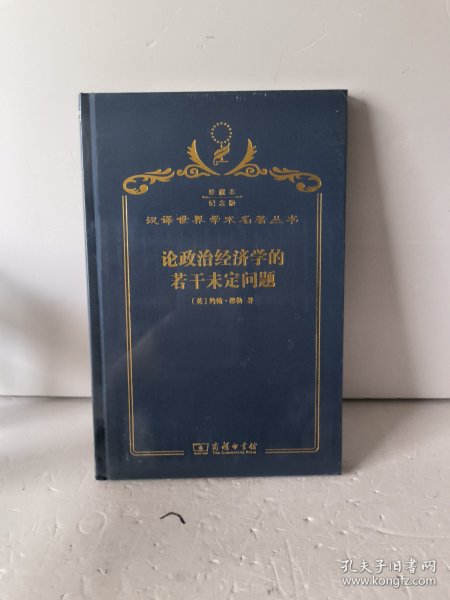 珍藏本
纪念版
汉译世界学术名著丛书
论政治经济学的
若干未定问题
〔英〕约翰·穆勒 著
商务印书馆
The Commercial Press
孔夫子旧书网
www.kongfz.com